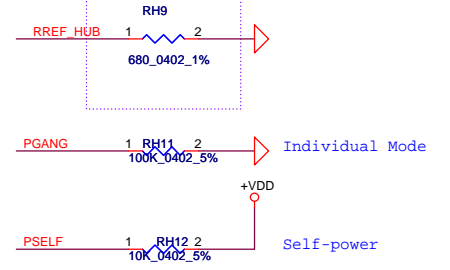 RH9
RREF_HUB 1 2
680_0402_1%
PGANG 1 RH11 2 Individual Mode
100K_0402_5%
+VDD
PSELF 1 RH12 2 Self-power
10K_0402_5%